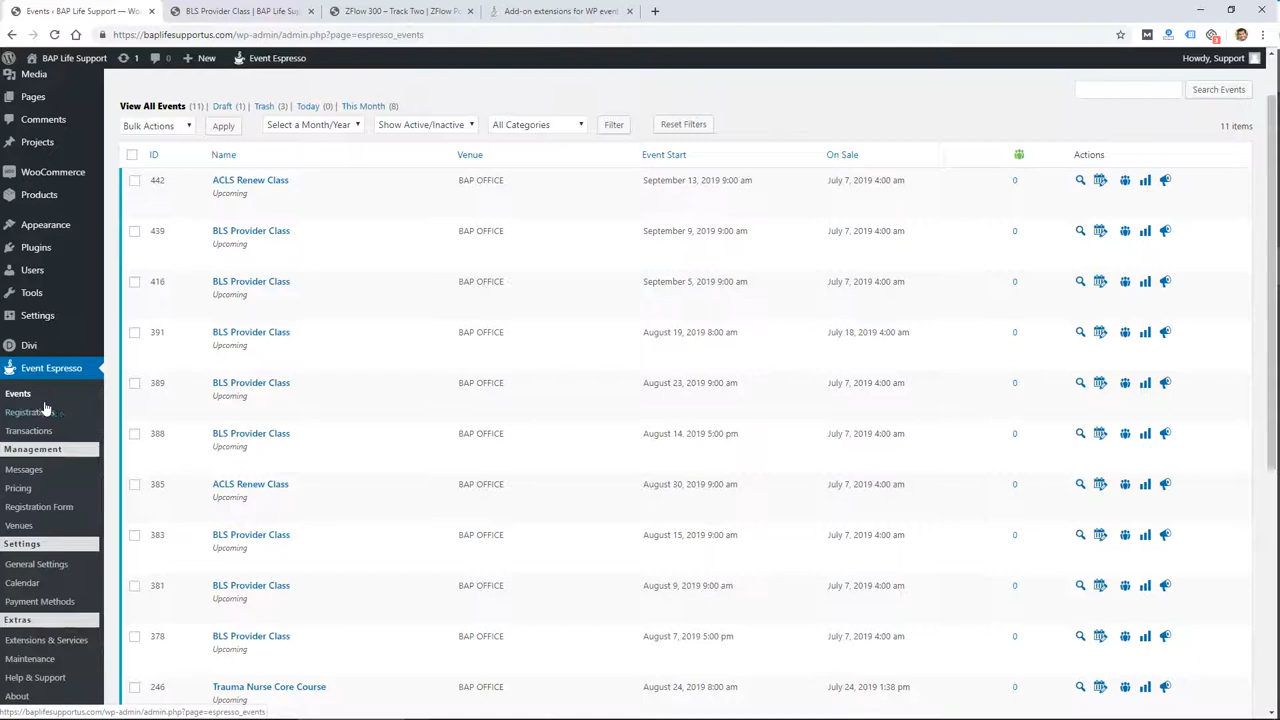 Events ‹ BAP Life Support — Wo
BLS Provider Class | BAP Life Sup
ZFlow 300 – Track Two | ZFlow Po
Add-on extensions for WP event
https://baplifesupportus.com/wp-admin/admin.php?page=espresso_events
BAP Life Support
1
0
New
Event Espresso
Howdy, Support
Media
Pages
Comments
Projects
WooCommerce
Products
Appearance
Plugins
Users
Tools
Settings
Divi
Event Espresso
Events
Transactions
Management
Messages
Pricing
Registration Form
Venues
Settings
General Settings
Calendar
Payment Methods
Extras
Extensions & Services
Maintenance
Help & Support
About
Search Events
View All Events (11) | Draft (1) | Trash (3) | Today (0) | This Month (8)
Bulk Actions Apply Select a Month/Year Show Active/Inactive All Categories Filter Reset Filters 11 items
ID Name Venue Event Start On Sale Actions
442 ACLS Renew Class BAP OFFICE September 13, 2019 9:00 am July 7, 2019 4:00 am 0
Upcoming
439 BLS Provider Class BAP OFFICE September 9, 2019 9:00 am July 7, 2019 4:00 am 0
Upcoming
416 BLS Provider Class BAP OFFICE September 5, 2019 9:00 am July 7, 2019 4:00 am 0
Upcoming
391 BLS Provider Class BAP OFFICE August 19, 2019 8:00 am July 18, 2019 4:00 am 0
Upcoming
389 BLS Provider Class BAP OFFICE August 23, 2019 9:00 am July 7, 2019 4:00 am 0
Upcoming
388 BLS Provider Class BAP OFFICE August 14, 2019 5:00 pm July 7, 2019 4:00 am 0
Upcoming
385 ACLS Renew Class BAP OFFICE August 30, 2019 9:00 am July 7, 2019 4:00 am 0
Upcoming
383 BLS Provider Class BAP OFFICE August 15, 2019 9:00 am July 7, 2019 4:00 am 0
Upcoming
381 BLS Provider Class BAP OFFICE August 9, 2019 9:00 am July 7, 2019 4:00 am 0
Upcoming
378 BLS Provider Class BAP OFFICE August 7, 2019 5:00 pm July 7, 2019 4:00 am 0
Upcoming
246 Trauma Nurse Core Course BAP OFFICE August 24, 2019 8:00 am July 24, 2019 1:38 pm 0
Upcoming
https://baplifesupportus.com/wp-admin/admin.php?page=espresso_events